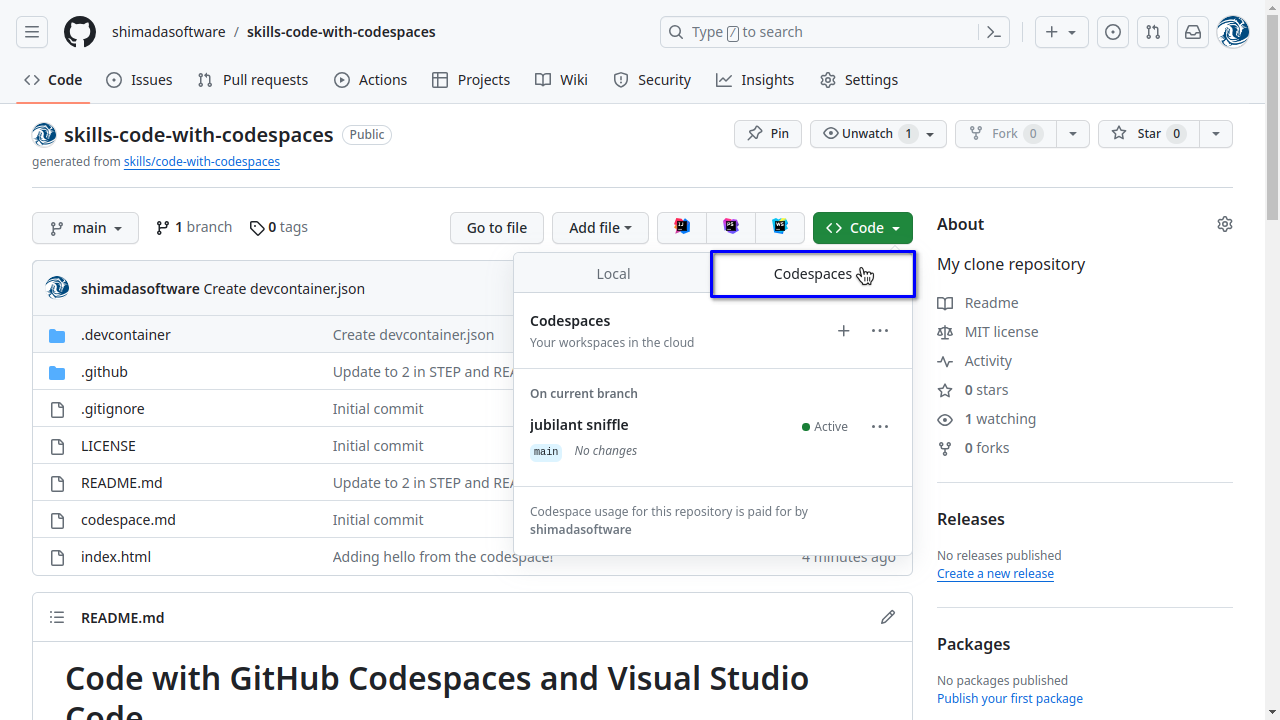 shimadasoftware / skills-code-with-codespaces
Type / to search
Code Issues Pull requests Actions Projects Wiki Security Insights Settings
skills-code-with-codespaces Public
Pin Unwatch 1 Fork 0 Star 0
generated from skills/code-with-codespaces
main 1 branch 0 tags Go to file Add file Code
About
My clone repository
Readme
MIT license
Activity
0 stars
1 watching
0 forks
Releases
No releases published
Create a new release
Packages
No packages published
Publish your first package
shimadasoftware Create devcontainer.json
.devcontainer Create devcontainer.json
.github Update to 2 in STEP and REA
.gitignore Initial commit
LICENSE Initial commit
README.md Update to 2 in STEP and REA
codespace.md Initial commit
index.html Adding hello from the codespace! 4 minutes ago
Local Codespaces
Codespaces
Your workspaces in the cloud
On current branch
jubilant sniffle Active
main No changes
Codespace usage for this repository is paid for by
shimadasoftware
README.md
Code with GitHub Codespaces and Visual Studio
Code